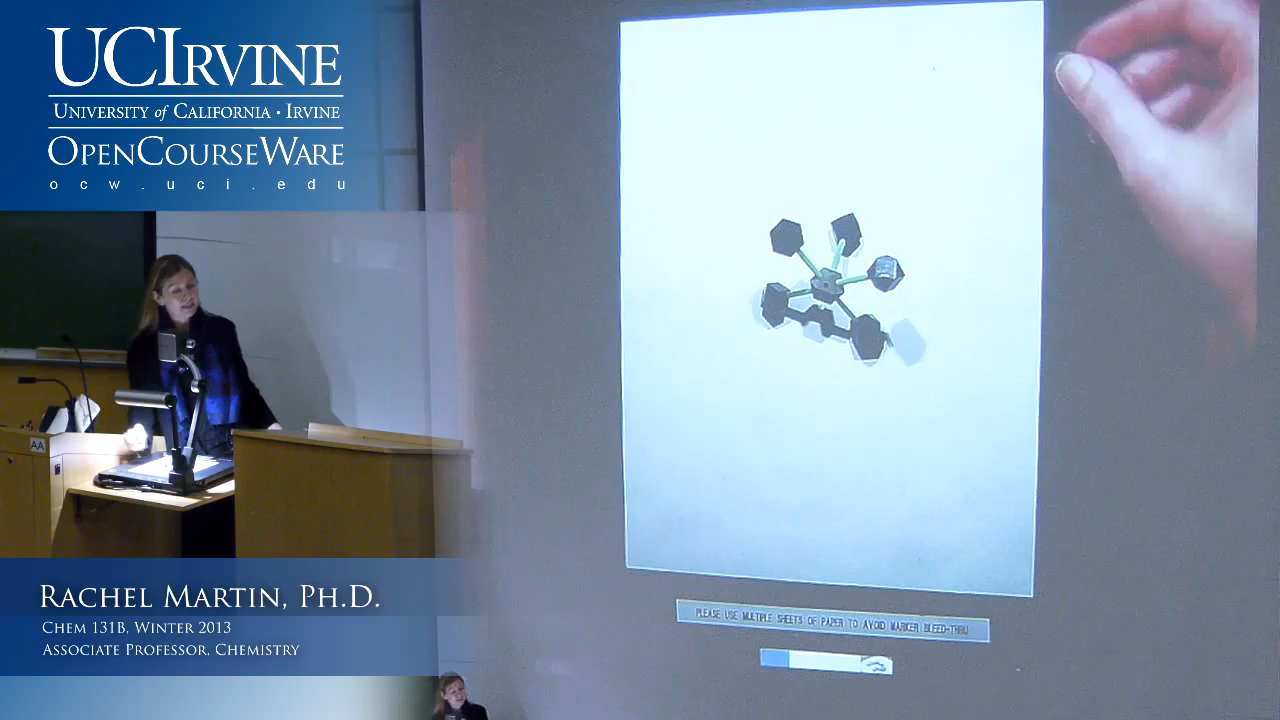 UCIRVINE
UNIVERSITY of CALIFORNIA · IRVINE
OPENCOURSEWARE
ocw.uci.edu
AA
RACHEL MARTIN, PH.D.
CHEM 131B, WINTER 2013
ASSOCIATE PROFESSOR, CHEMISTRY
PLEASE USE MULTIPLE SHEETS OF PAPER TO AVOID MARKER BLEED-THRU